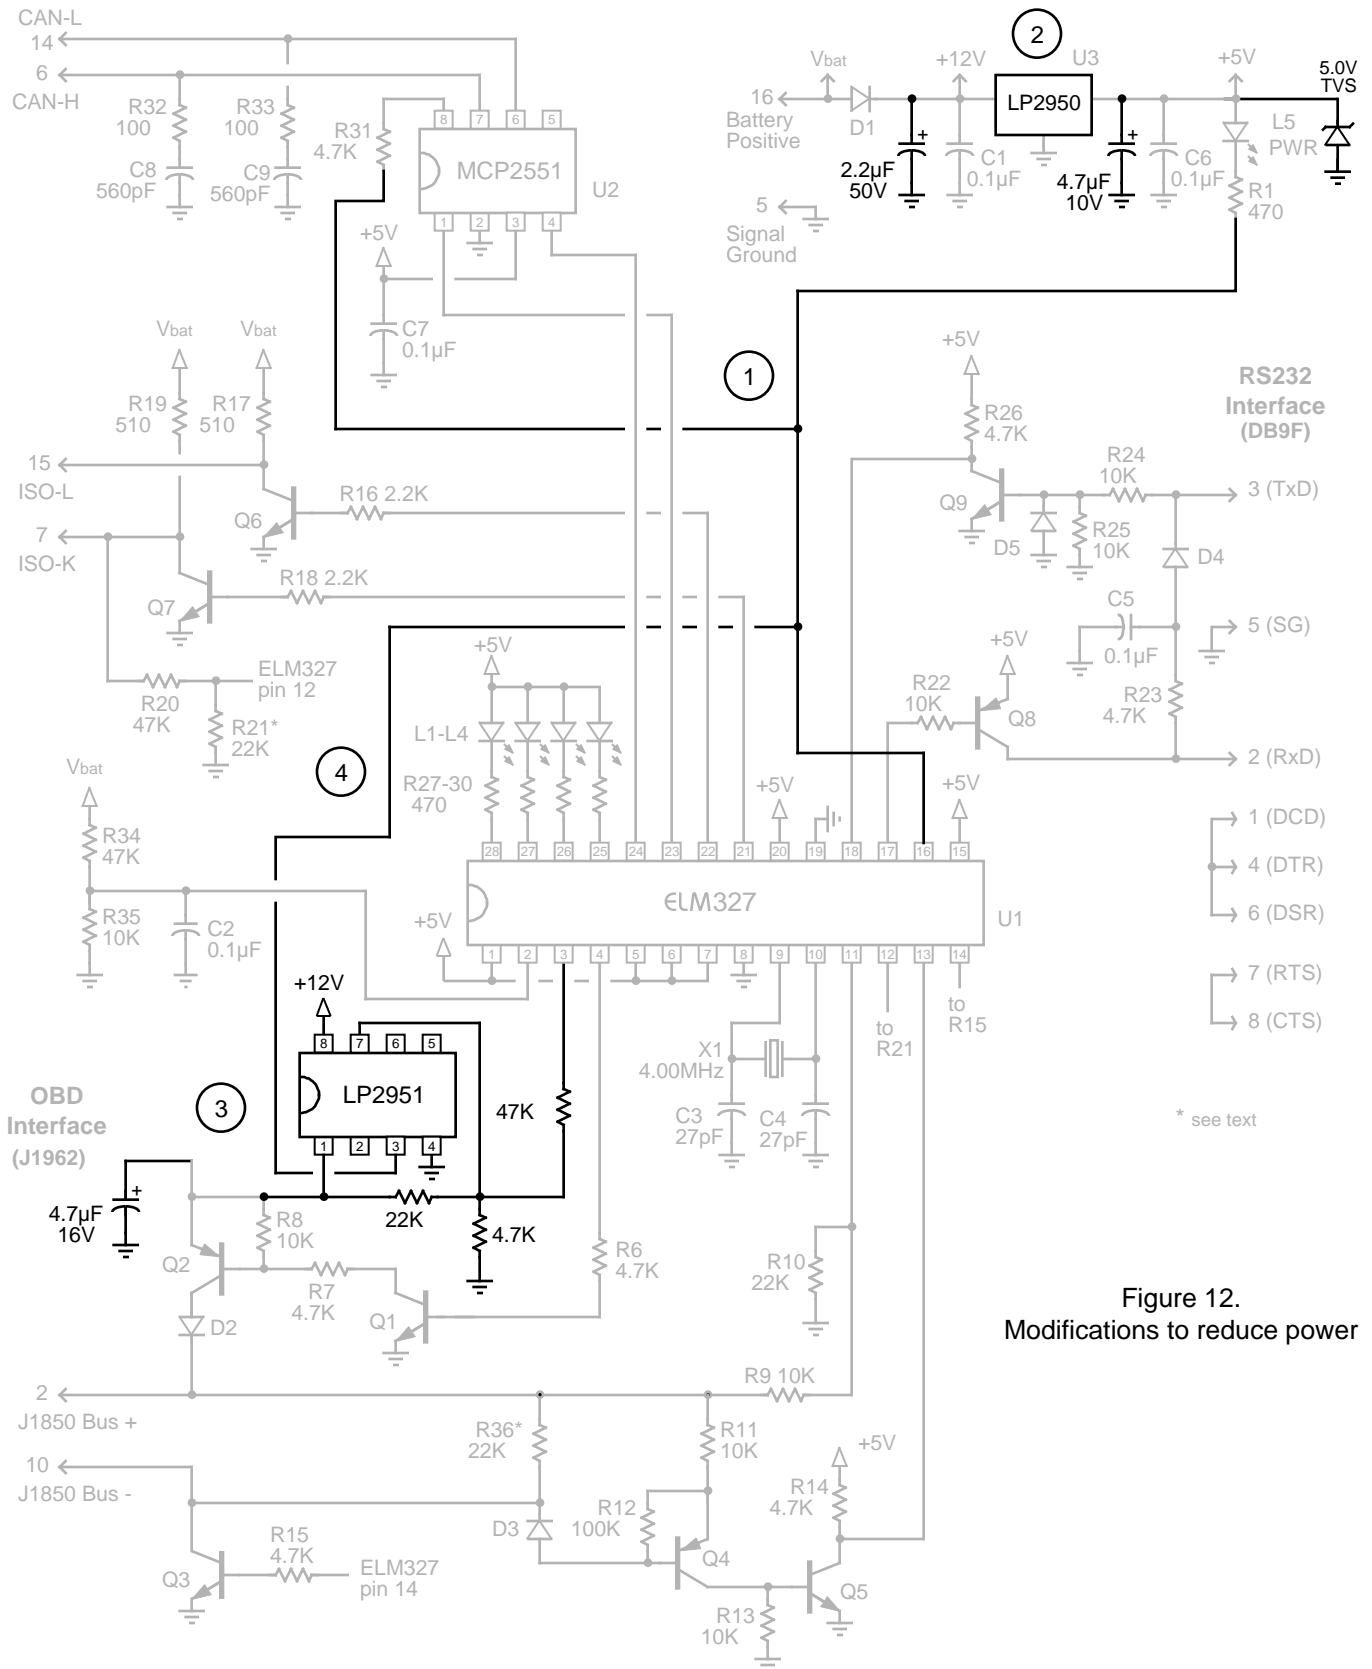 CAN-L
14
6
CAN-H
R32
100
R33
100
C8
560pF
C9
560pF
R31
4.7K
8 7 6 5
MCP2551
U2
1 2 3 4
+5V
C7
0.1µF
2
Vbat
+12V
U3
+5V
5.0V
TVS
16
Battery
Positive
D1
LP2950
2.2µF
50V
+
C1
0.1µF
4.7µF
10V
+
C6
0.1µF
L5
PWR
R1
470
5
Signal
Ground
1
Vbat
Vbat
R19
510
R17
510
15
ISO-L
7
ISO-K
Q6
R16 2.2K
Q7
R18 2.2K
R20
47K
ELM327
pin 12
R21*
22K
+5V
R26
4.7K
RS232
Interface
(DB9F)
R24
10K
3 (TxD)
Q9
D5
R25
10K
D4
C5
0.1µF
5 (SG)
+5V
R22
10K
Q8
R23
4.7K
2 (RxD)
1 (DCD)
4 (DTR)
6 (DSR)
7 (RTS)
8 (CTS)
+5V
L1-L4
R27-30
470
4
Vbat
R34
47K
R35
10K
C2
0.1µF
+5V
+5V
28 27 26 25 24 23 22 21 20 19 18 17 16 15
ELM327
U1
+5V
1 2 3 4 5 6 7 8 9 10 11 12 13 14
to
R21
to
R15
+12V
8 7 6 5
LP2951
1 2 3 4
3
OBD
Interface
(J1962)
47K
X1
4.00MHz
C3
27pF
C4
27pF
* see text
4.7µF
16V
+
R8
10K
22K
4.7K
Q2
R7
4.7K
Q1
R6
4.7K
R10
22K
D2
Figure 12.
Modifications to reduce power
2
J1850 Bus +
R9 10K
R36*
22K
R11
10K
+5V
10
J1850 Bus -
R14
4.7K
D3
R12
100K
Q4
R15
4.7K
ELM327
pin 14
Q3
Q5
R13
10K